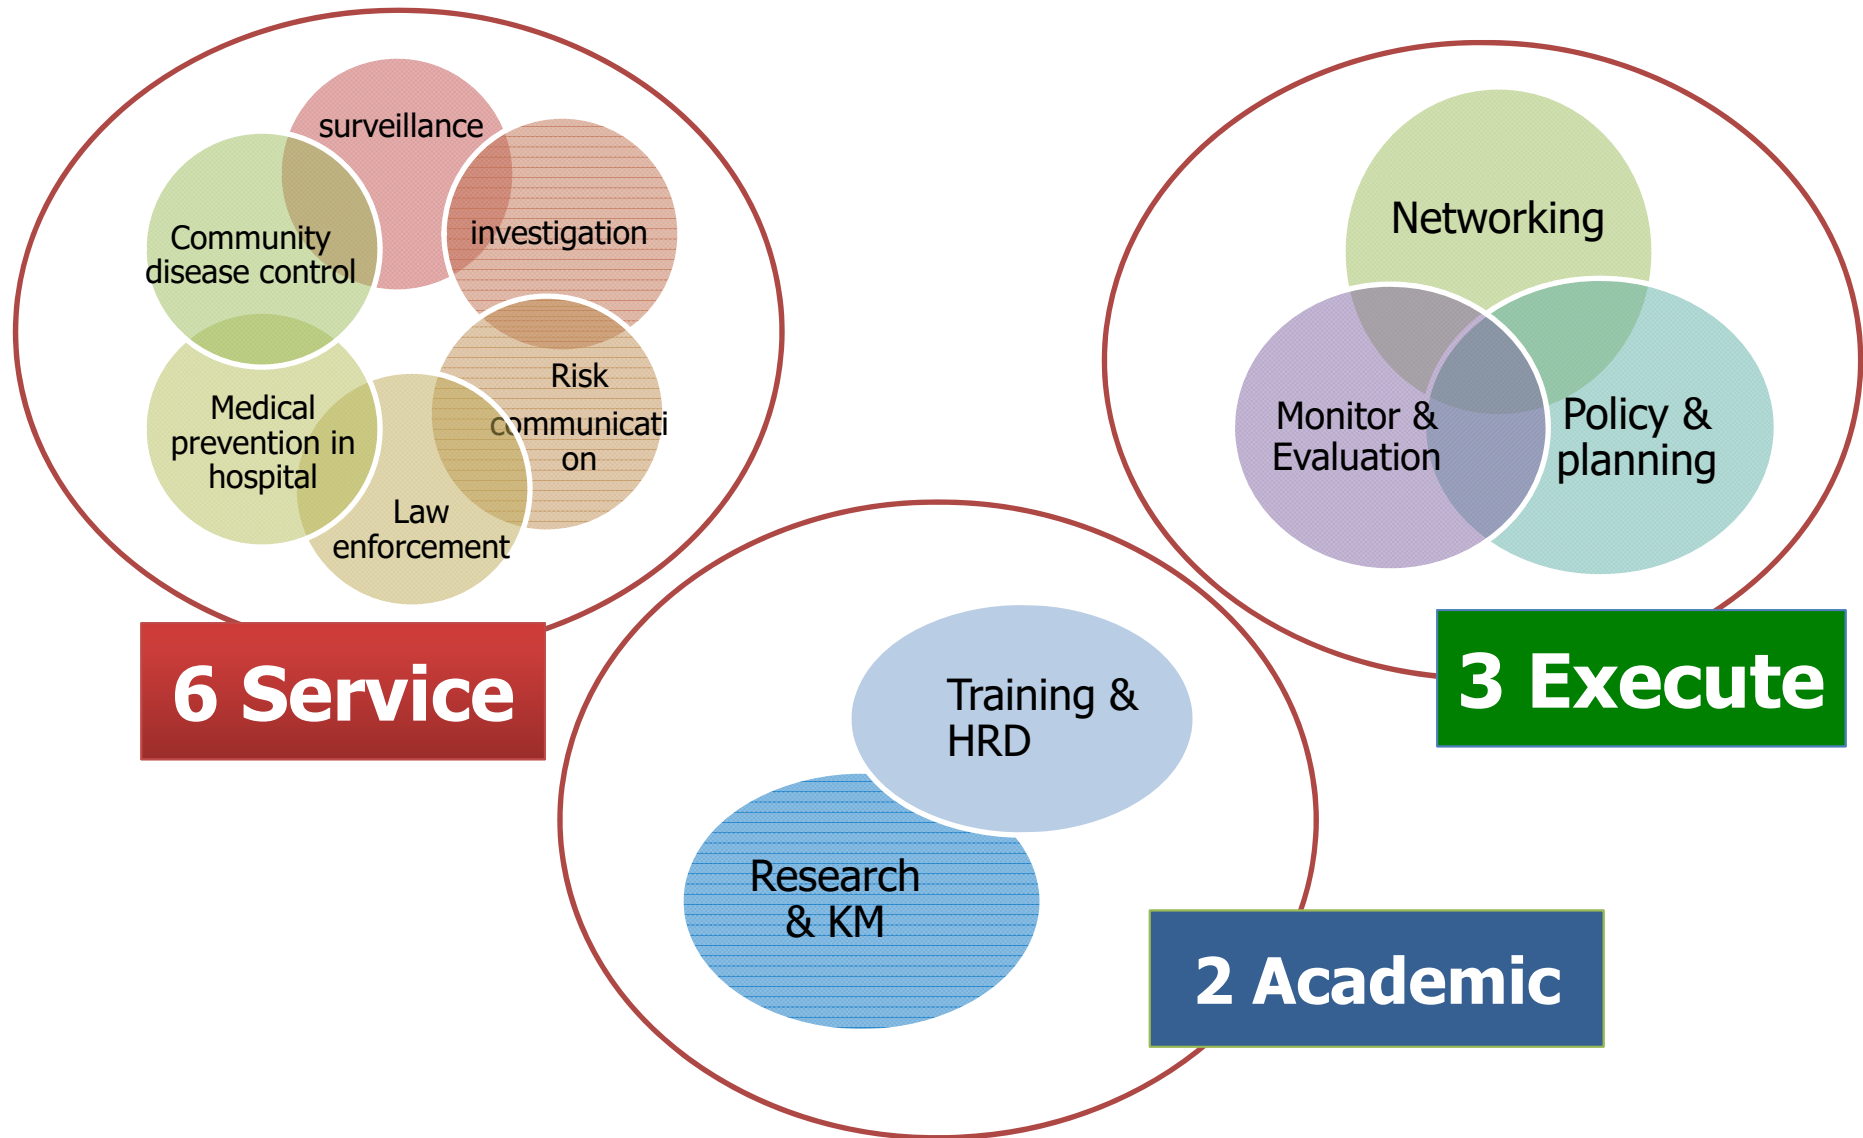 surveillance
investigation
Community
disease control
Risk
communicati
on
Medical
prevention in
hospital
Law
enforcement
6 Service
Networking
Monitor &
Evaluation
Policy &
planning
3 Execute
Training &
HRD
Research
& KM
2 Academic